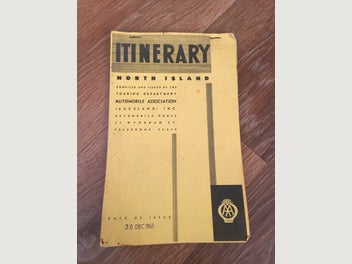 ITINERARY
NORTH ISLAND
COMPILED AND ISSUED BY THE
TOURING DEPARTMENT
AUTOMOBILE ASSOCIATION
(AUCKLAND) INC.
AUTOMOBILE HOUSE
33 WYNDHAM ST.
TELEPHONE
AA
DATE OF ISSUE
30 DEC 1965